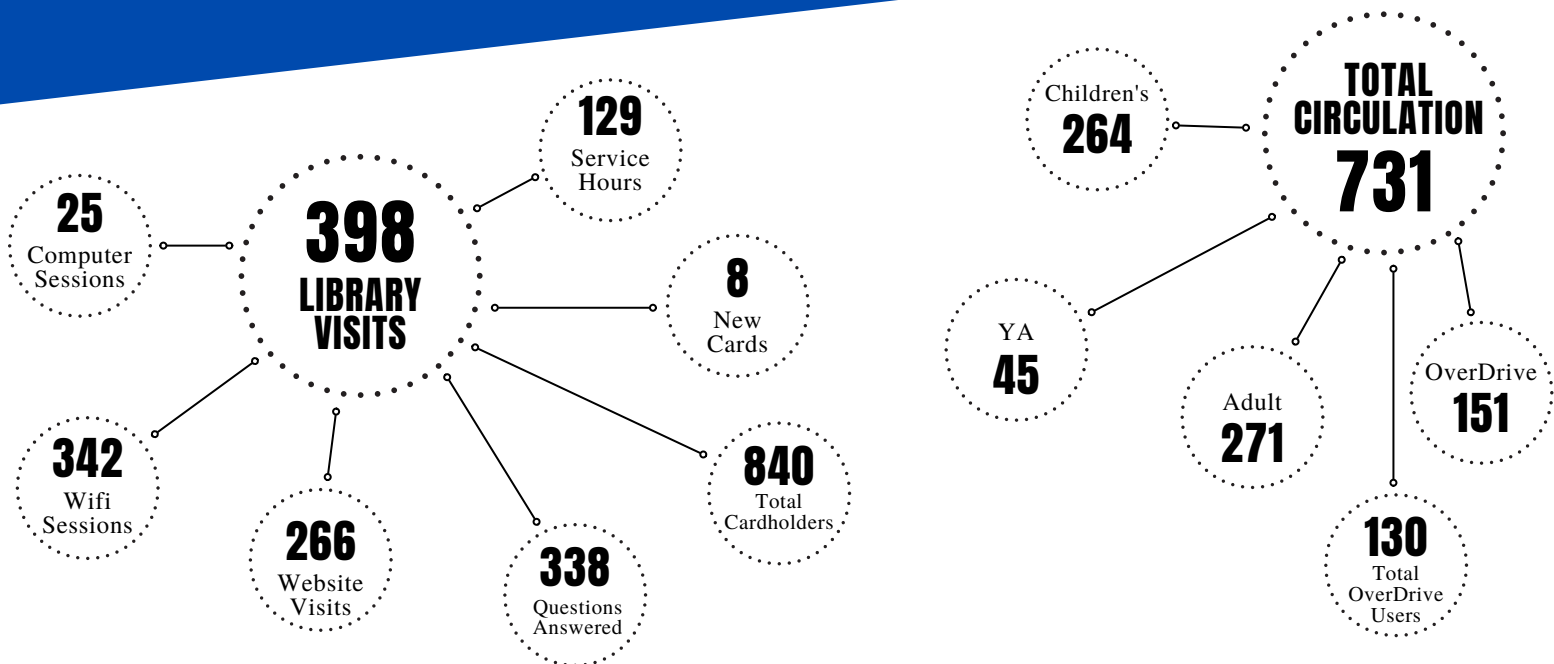 398
LIBRARY
VISITS
129
Service
Hours
25
Computer
Sessions
8
New
Cards
342
Wifi
Sessions
266
Website
Visits
338
Questions
Answered
840
Total
Cardholders
TOTAL
CIRCULATION
731
Children's
264
YA
45
Adult
271
OverDrive
151
130
Total
OverDrive
Users